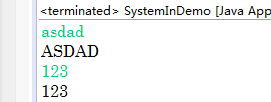 <terminated> SystemInDemo [Java App
asdad
ASDAD
123
123